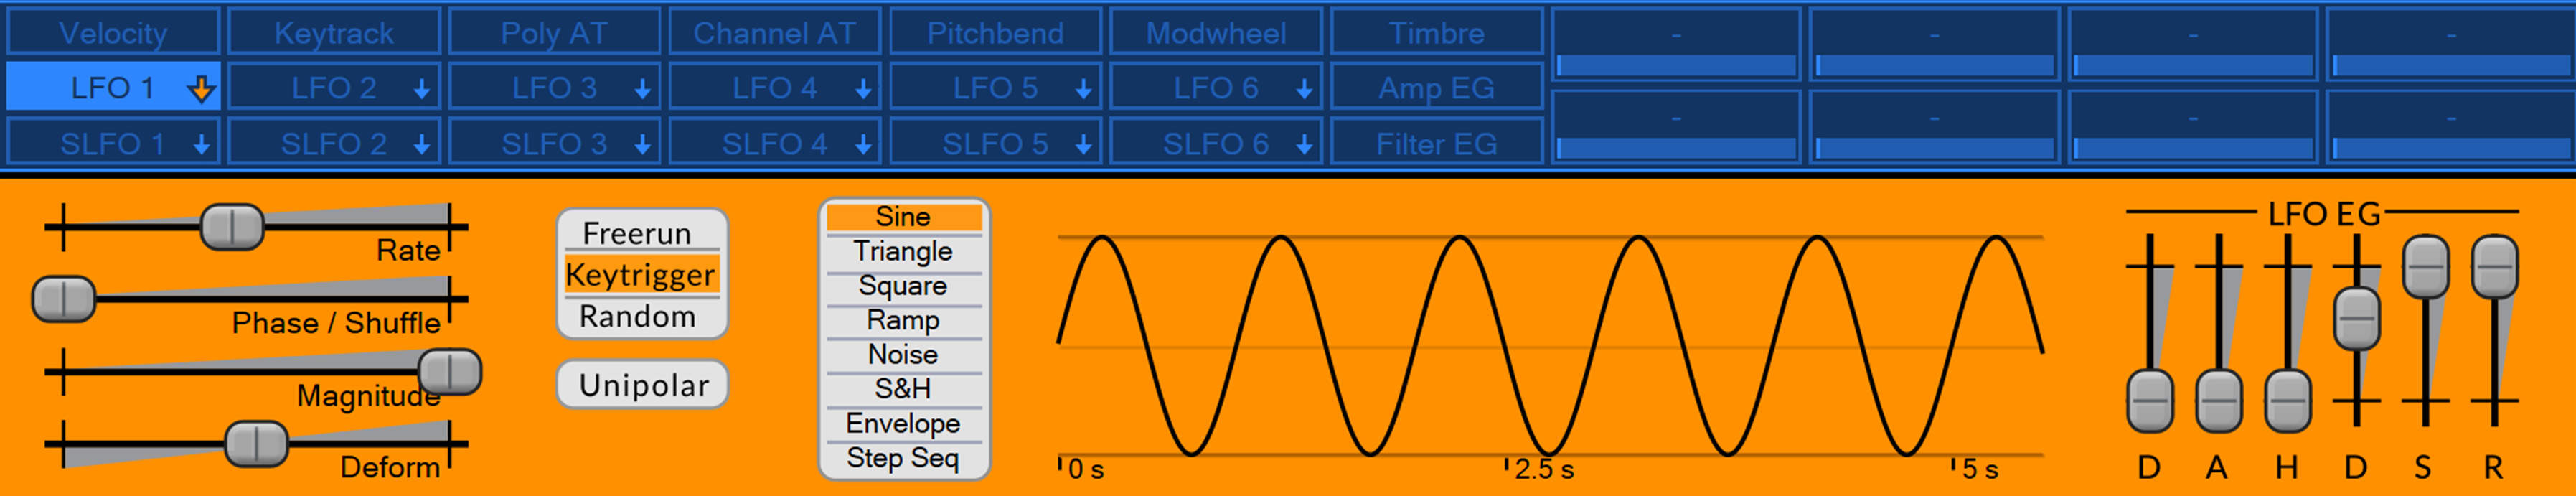 Velocity Keytrack Poly AT Channel AT Pitchbend Modwheel Timbre - - - -
LFO 1 LFO 2 LFO 3 LFO 4 LFO 5 LFO 6 Amp EG
SLFO 1 SLFO 2 SLFO 3 SLFO 4 SLFO 5 SLFO 6 Filter EG - - - -
Rate
Phase / Shuffle
Magnitude
Deform
Freerun
Keytrigger
Random
Unipolar
Sine
Triangle
Square
Ramp
Noise
S&H
Envelope
Step Seq
0 s 2.5 s 5 s
LFO EG
D A H D S R